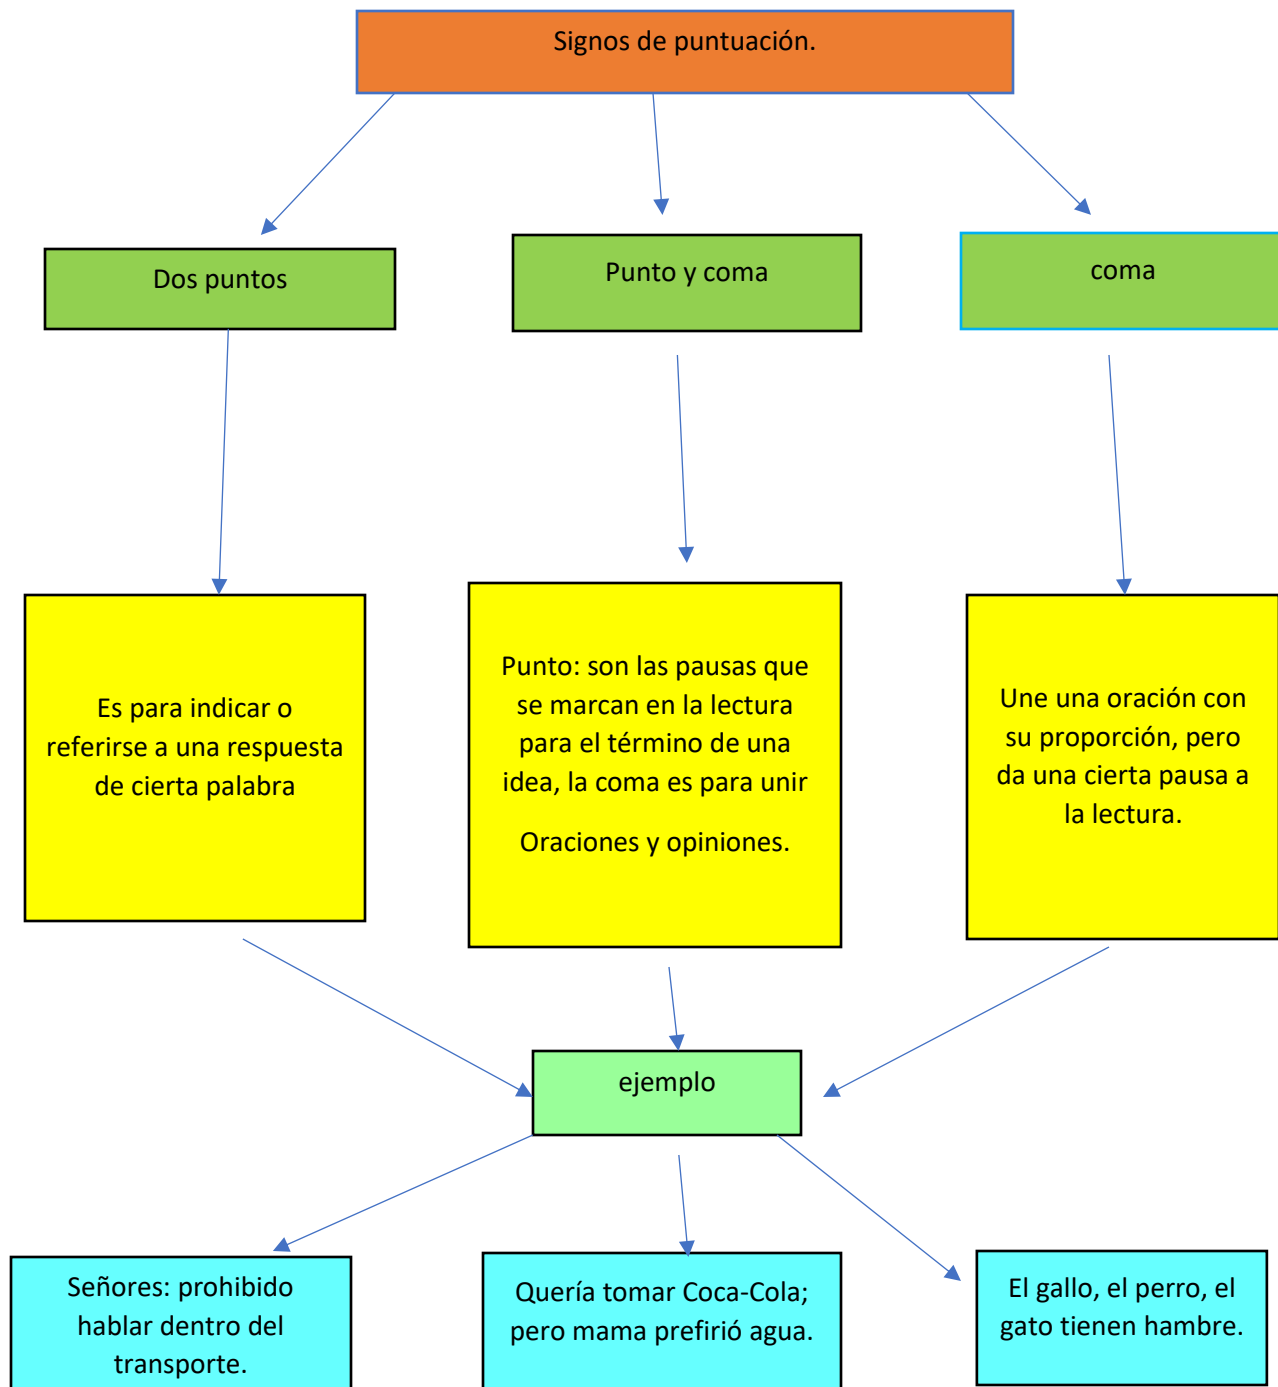 Signos de puntuación.
Dos puntos
Punto y coma
coma
Es para indicar o
referirse a una respuesta
de cierta palabra
Punto: son las pausas que
se marcan en la lectura
para el término de una
idea, la coma es para unir
Oraciones y opiniones.
Une una oración con
su proporción, pero
da una cierta pausa a
la lectura.
ejemplo
Señores: prohibido
hablar dentro del
transporte.
Quería tomar Coca-Cola;
pero mama prefirió agua.
El gallo, el perro, el
gato tienen hambre.